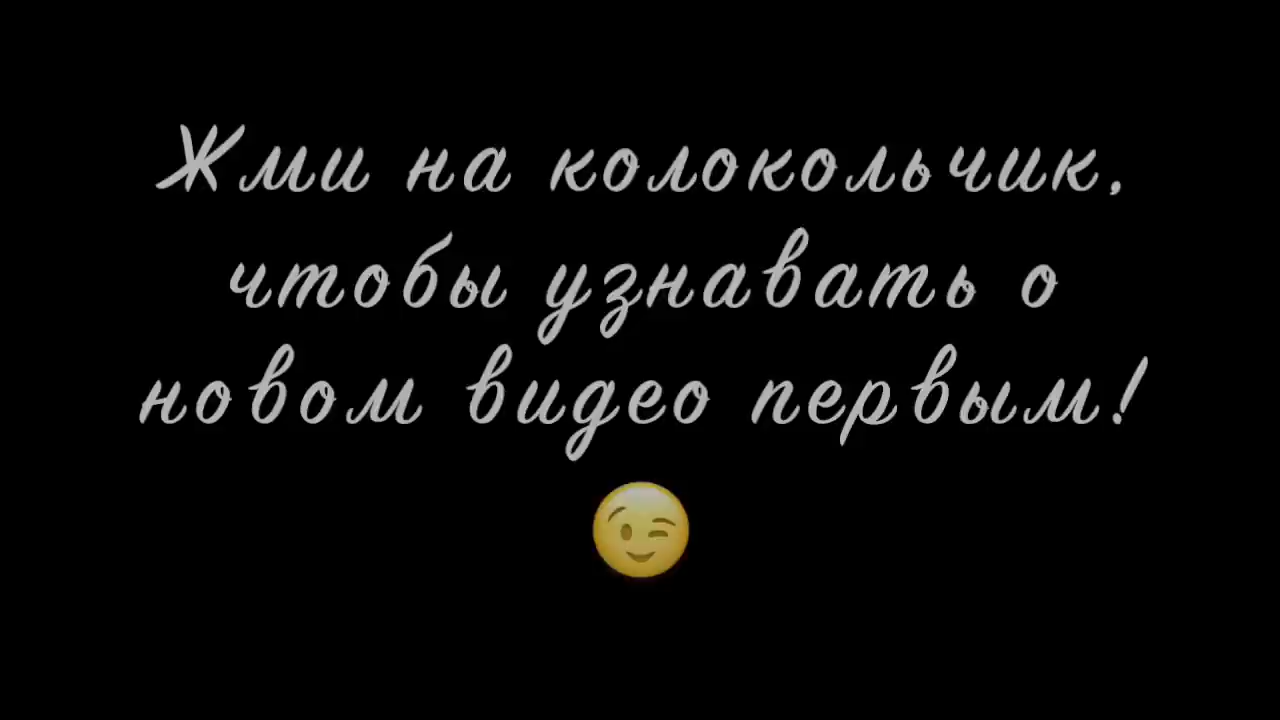 Жми на колокольчик,
чтобы узнавать о
новом видео первым!
😉